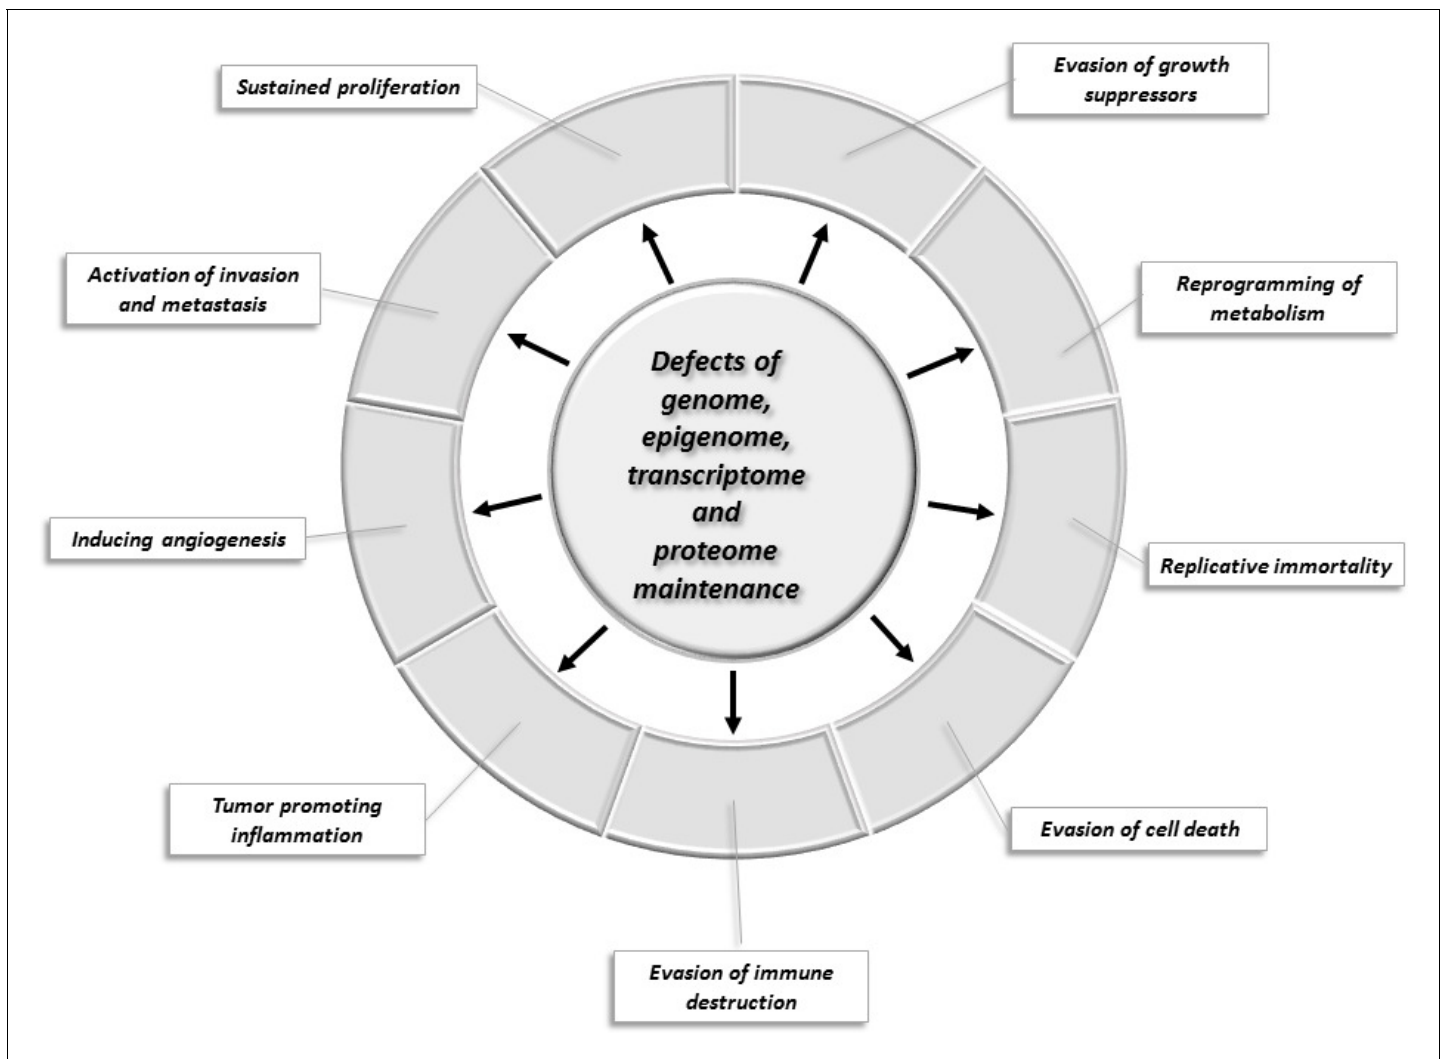 Sustained proliferation
Evasion of growth
suppressors
Activation of invasion
and metastasis
Reprogramming of
metabolism
Defects of
genome,
epigenome,
transcriptome
and
proteome
maintenance
Inducing angiogenesis
Replicative immortality
Tumor promoting
inflammation
Evasion of cell death
Evasion of immune
destruction